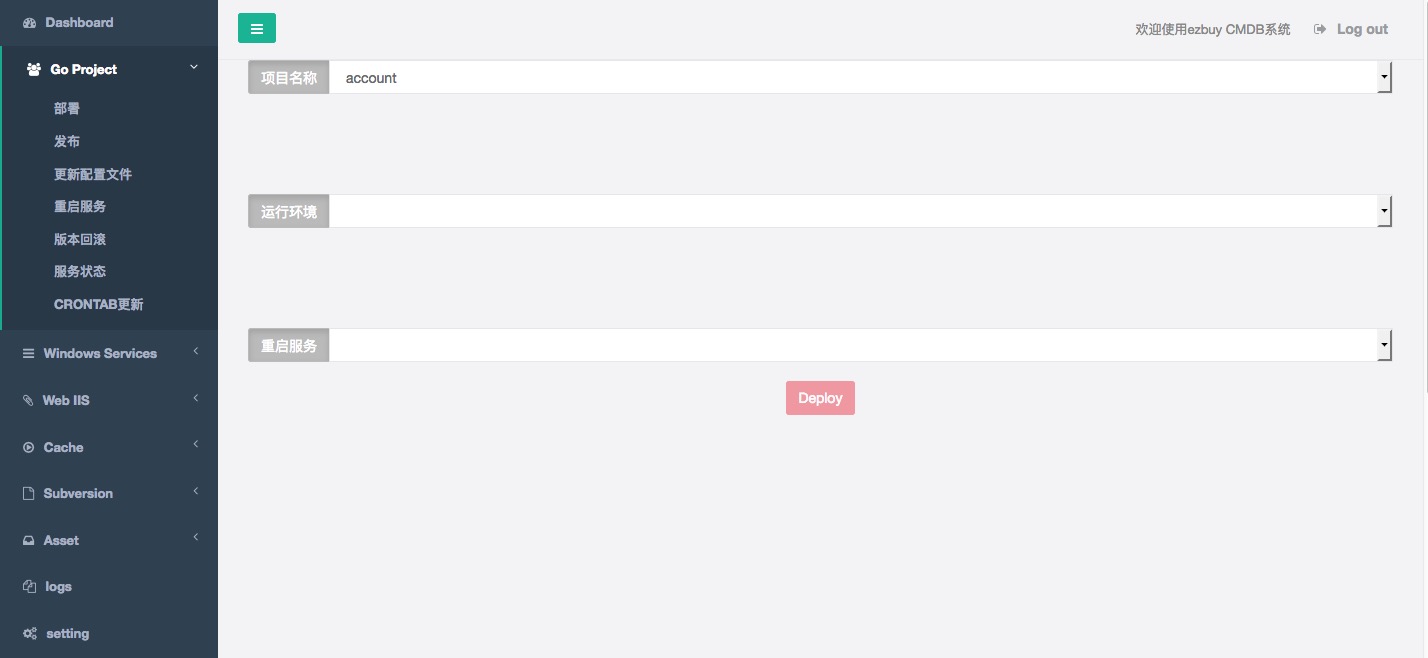 Dashboard
Go Project
部署
发布
更新配置文件
重启服务
版本回滚
服务状态
CRONTAB更新
Windows Services
Web IIS
Cache
Subversion
Asset
logs
setting
欢迎使用ezbuy CMDB系统 Log out
项目名称 account
运行环境
重启服务
Deploy